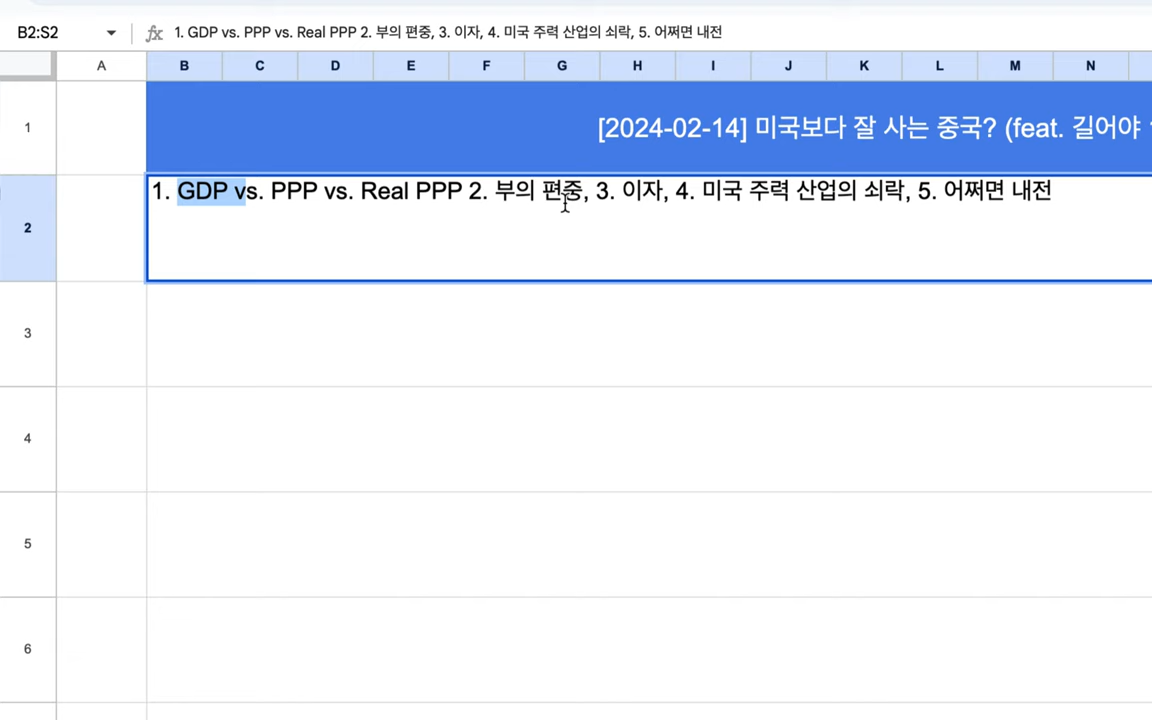 B2:S2
fx 1. GDP vs. PPP vs. Real PPP 2. 부의 편중, 3. 이자, 4. 미국 주력 산업의 쇠락, 5. 어쩌면 내전
A B C D E F G H I J K L M N
1 [2024-02-14] 미국보다 잘 사는 중국? (feat. 길어야
2 1. GDP vs. PPP vs. Real PPP 2. 부의 편중, 3. 이자, 4. 미국 주력 산업의 쇠락, 5. 어쩌면 내전
3
4
5
6